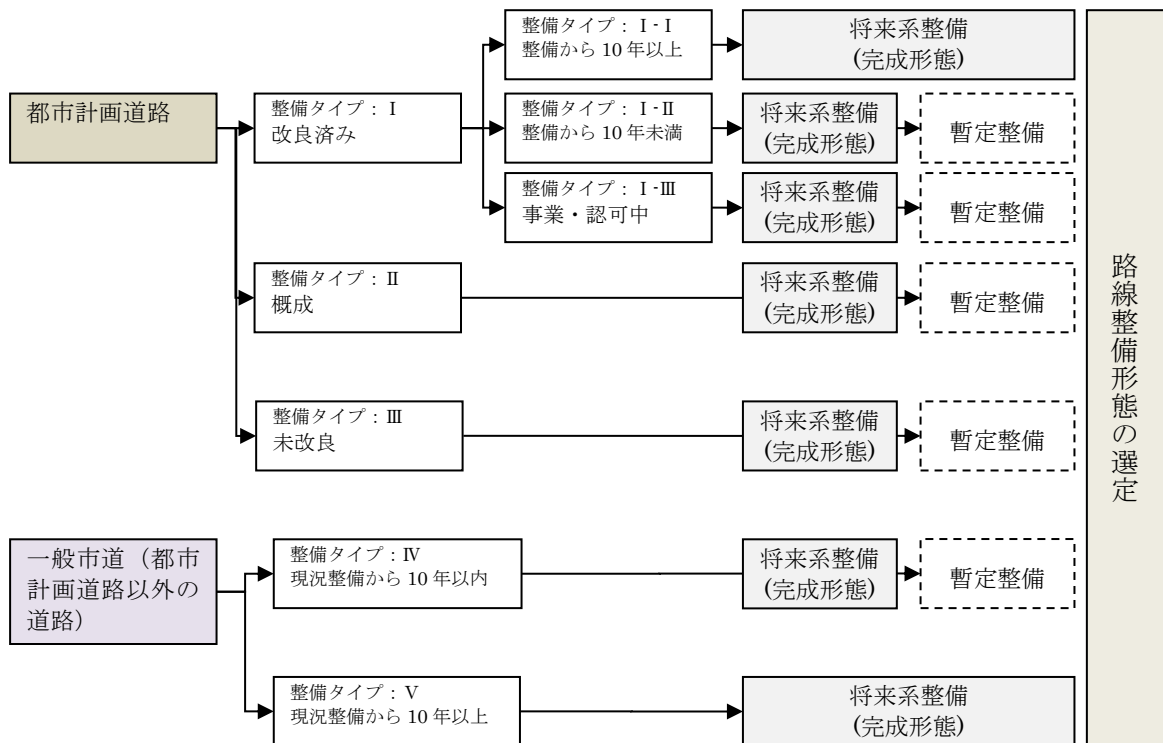 都市計画道路
整備タイプ：Ⅰ
改良済み
整備タイプ：Ⅰ-Ⅰ
整備から 10 年以上
将来系整備
(完成形態)
整備タイプ：Ⅰ-Ⅱ
整備から 10 年未満
将来系整備
(完成形態)
暫定整備
整備タイプ：Ⅰ-Ⅲ
事業・認可中
将来系整備
(完成形態)
暫定整備
整備タイプ：Ⅱ
概成
将来系整備
(完成形態)
暫定整備
整備タイプ：Ⅲ
未改良
将来系整備
(完成形態)
暫定整備
一般市道（都市
計画道路以外の
道路）
整備タイプ：Ⅳ
現況整備から 10 年以内
将来系整備
(完成形態)
暫定整備
整備タイプ：Ⅴ
現況整備から 10 年以上
将来系整備
(完成形態)
路線整備形態の選定